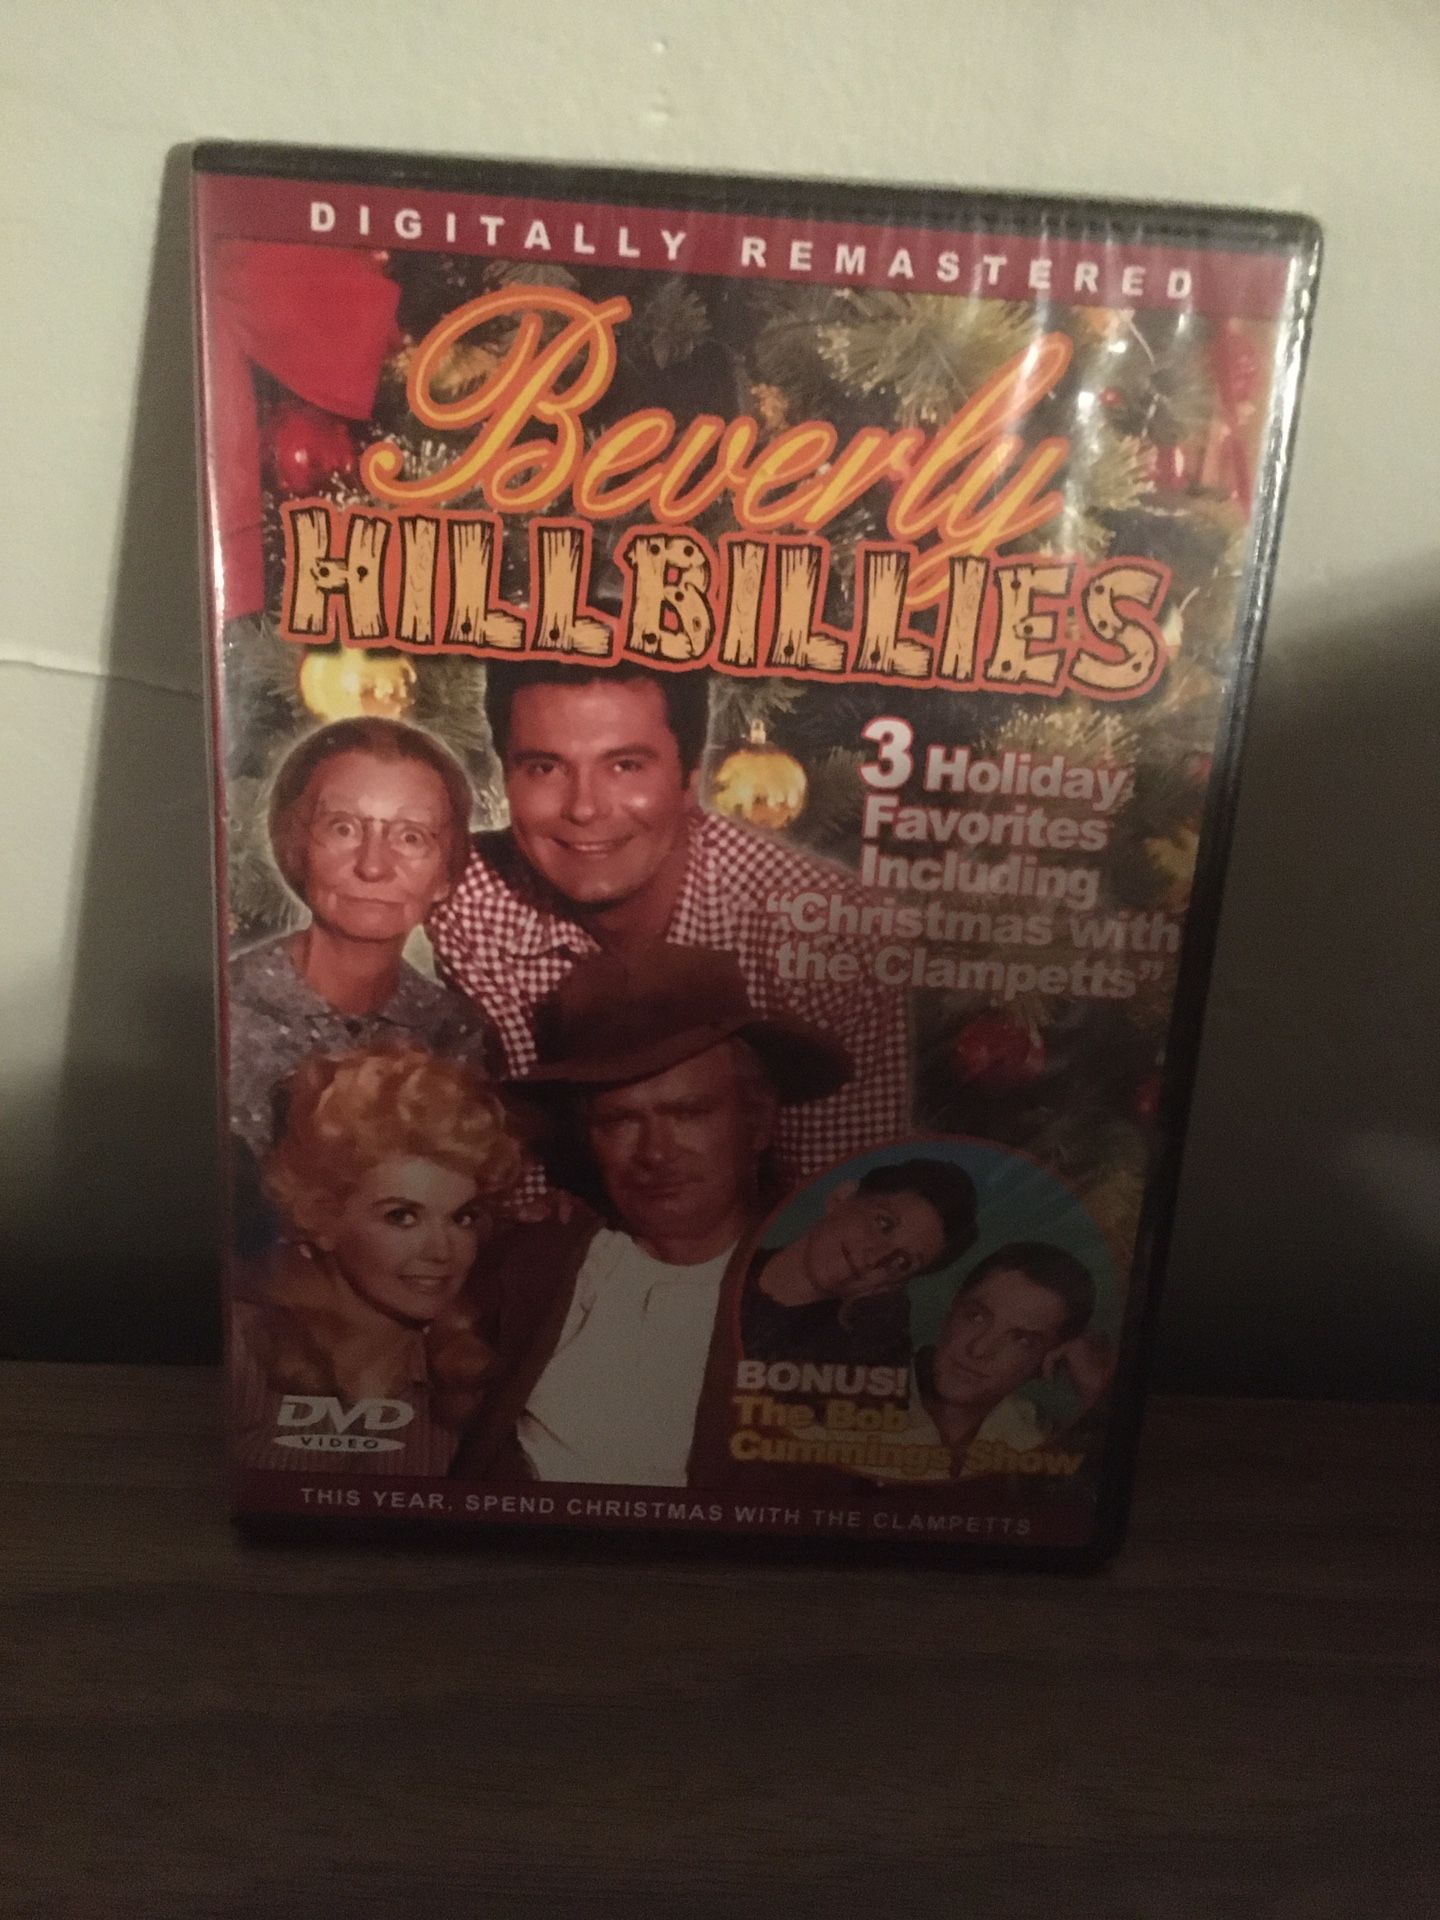 DIGITALLY REMASTERED
Beverly
HILLBILLIES
3 Holiday
Favorites
Including
"Christmas with
the Clampetts"
BONUS!
The Bob
Cummings Show
DVD
VIDEO
THIS YEAR, SPEND CHRISTMAS WITH THE CLAMPETTS